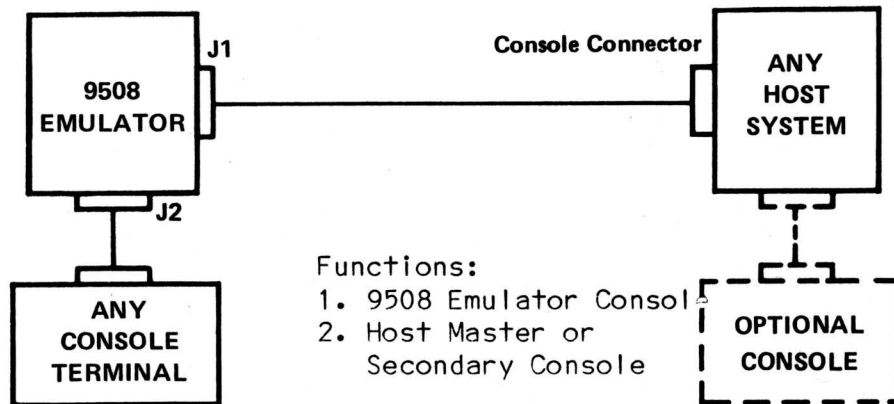 J1
Console Connector
9508
EMULATOR
ANY
HOST
SYSTEM
J2
Functions:
1. 9508 Emulator Console
2. Host Master or
Secondary Console
ANY
CONSOLE
TERMINAL
OPTIONAL
CONSOLE